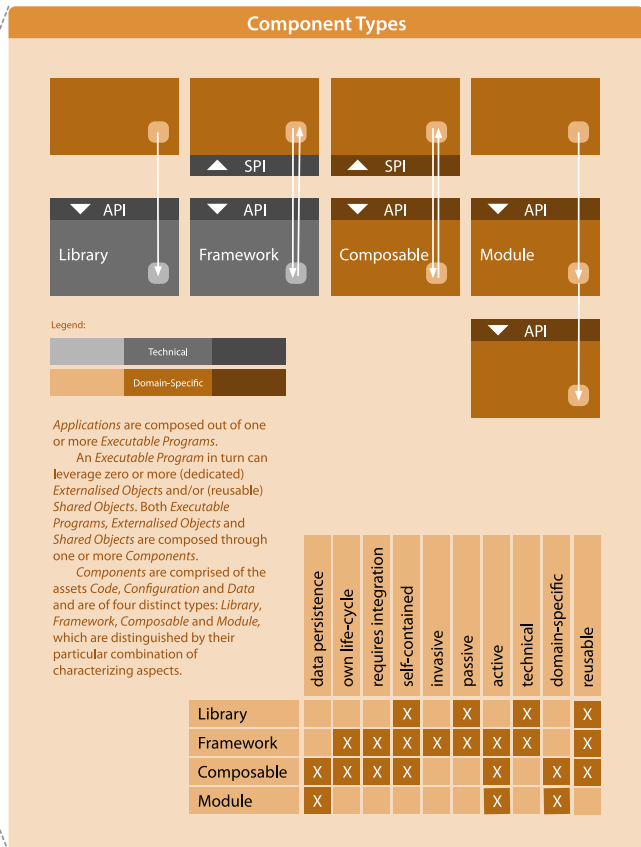 Component Types
SPI
SPI
API
API
API
API
Library
Framework
Composable
Module
API
Legend:
Technical
Domain-Specific
Applications are composed out of one
or more Executable Programs.
An Executable Program in turn can
leverage zero or more (dedicated)
Externalised Objects and/or (reusable)
Shared Objects. Both Executable
Programs, Externalised Objects and
Shared Objects are composed through
one or more Components.
Components are comprised of the
assets Code, Configuration and Data
and are of four distinct types: Library,
Framework, Composable and Module,
which are distinguished by their
particular combination of
characterizing aspects.
data persistence
own life-cycle
requires integration
self-contained
invasive
passive
active
technical
domain-specific
reusable
Library X X X X
Framework X X X X X X X X
Composable X X X X X X X
Module X X X